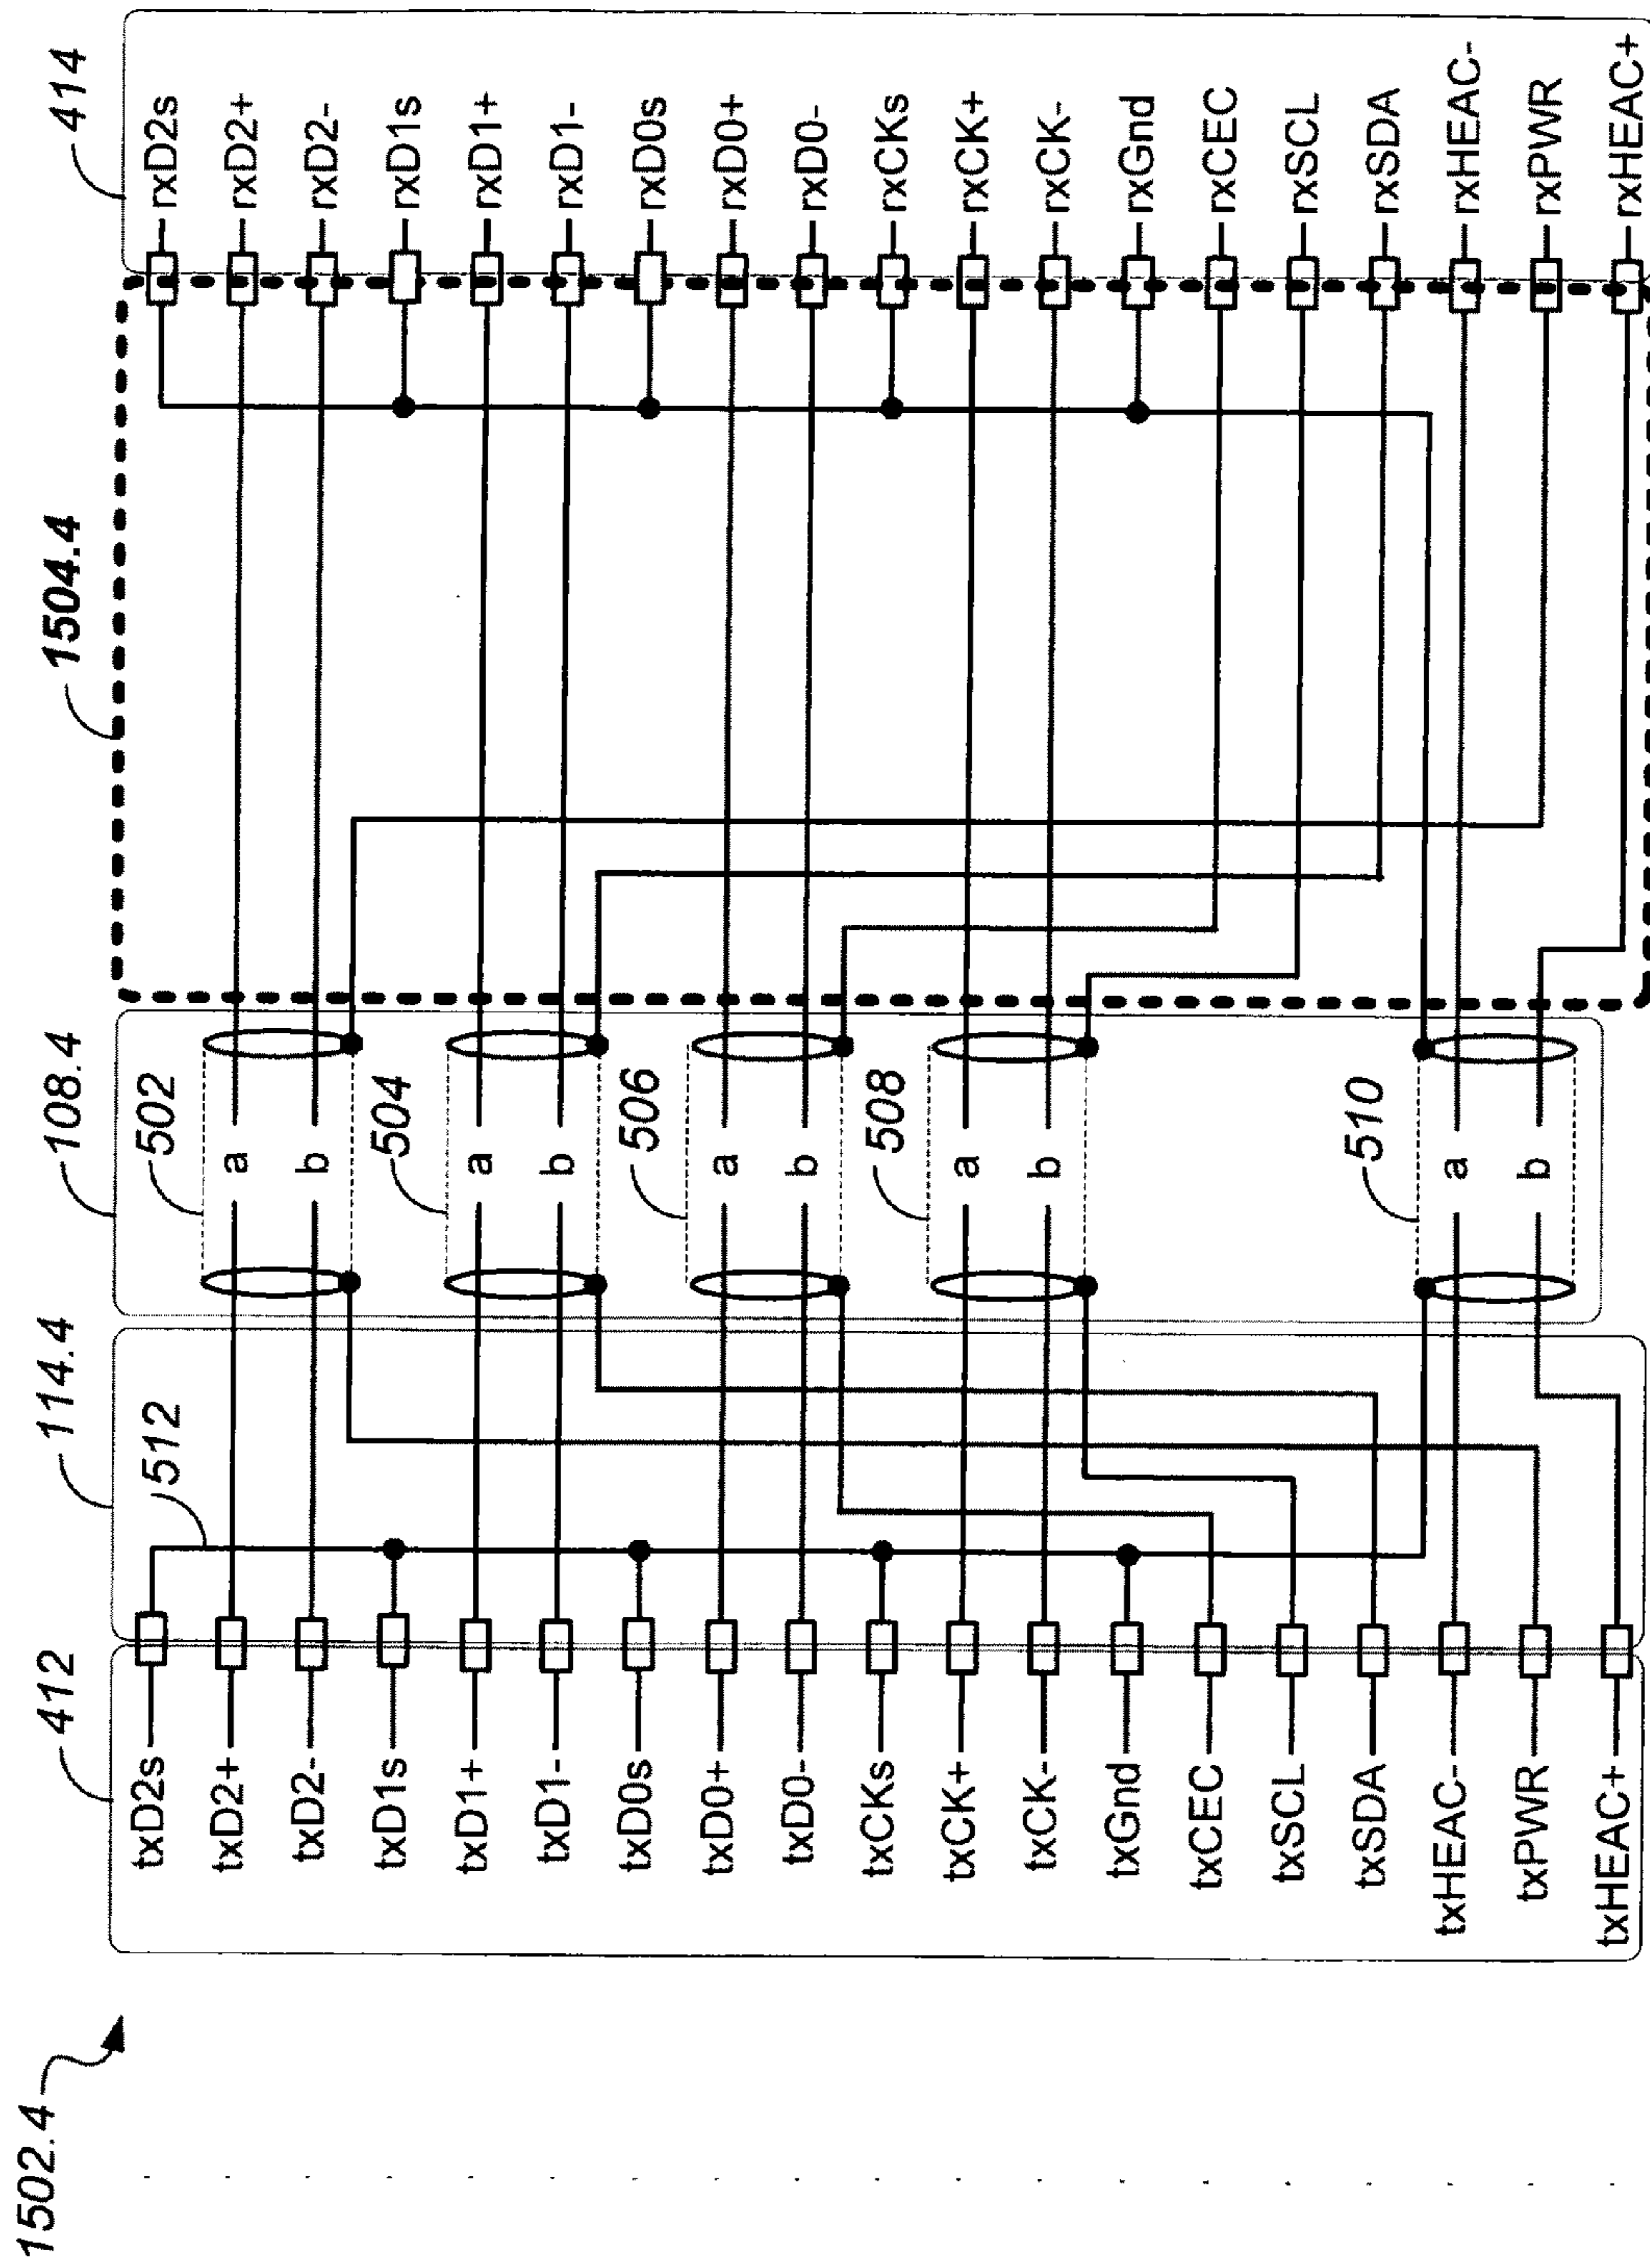 1502.4
412
114.4
108.4
1504.4
414
512
502
504
506
508
510
txD2s
txD2+
txD2-
txD1s
txD1+
txD1-
txD0s
txD0+
txD0-
txCKs
txCK+
txCK-
txGnd
txCEC
txSCL
txSDA
txHEAC-
txPWR
txHEAC+
a
b
a
b
a
b
a
b
a
b
rxD2s
rxD2+
rxD2-
rxD1s
rxD1+
rxD1-
rxD0s
rxD0+
rxD0-
rxCKs
rxCK+
rxCK-
rxGnd
rxCEC
rxSCL
rxSDA
rxHEAC-
rxPWR
rxHEAC+